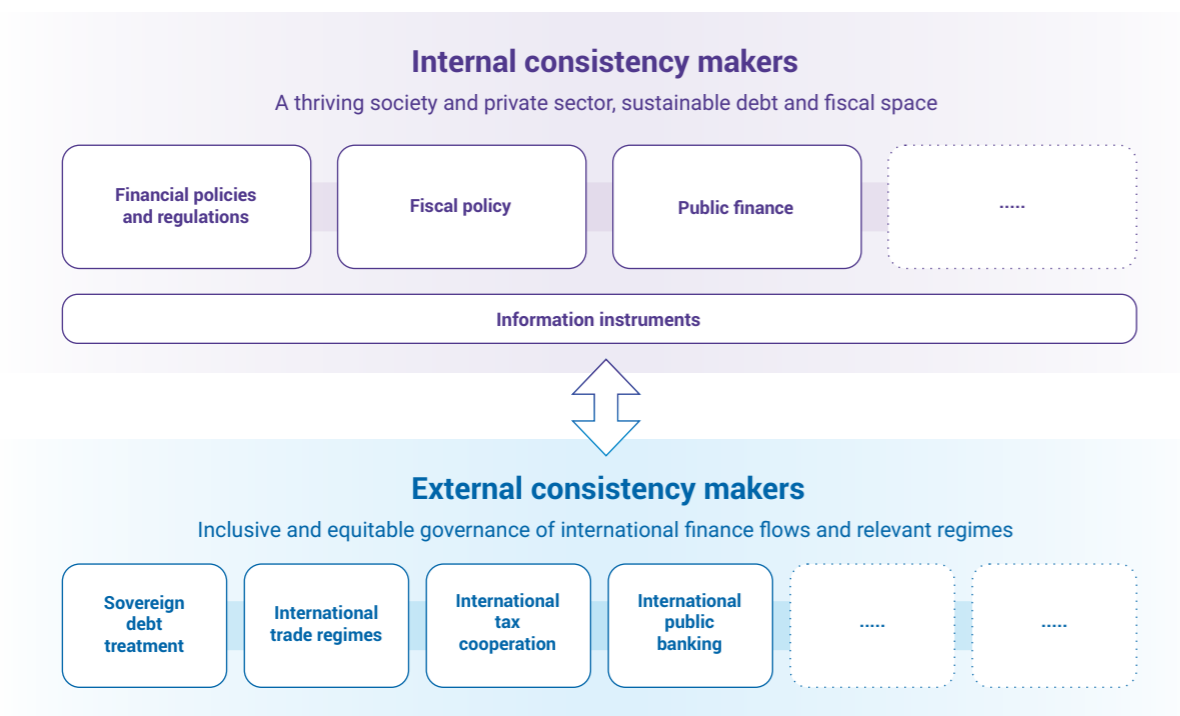 Internal consistency makers
A thriving society and private sector, sustainable debt and fiscal space
Financial policies
and regulations
Fiscal policy
Public finance
.....
Information instruments
External consistency makers
Inclusive and equitable governance of international finance flows and relevant regimes
Sovereign
debt
treatment
International
trade regimes
International
tax
cooperation
International
public
banking
.....
.....